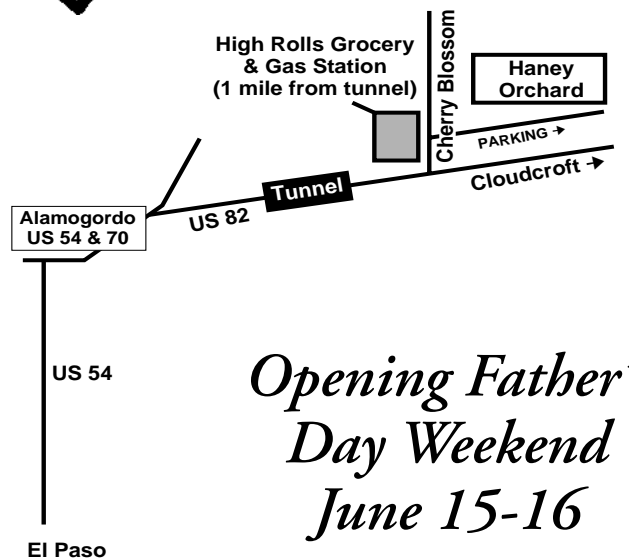 High Rolls Grocery
& Gas Station
(1 mile from tunnel)
Cherry Blossom
Haney
Orchard
PARKING →
Cloudcroft →
Tunnel
US 82
Alamogordo
US 54 & 70
US 54
El Paso
Opening Father'
Day Weekend
June 15-16